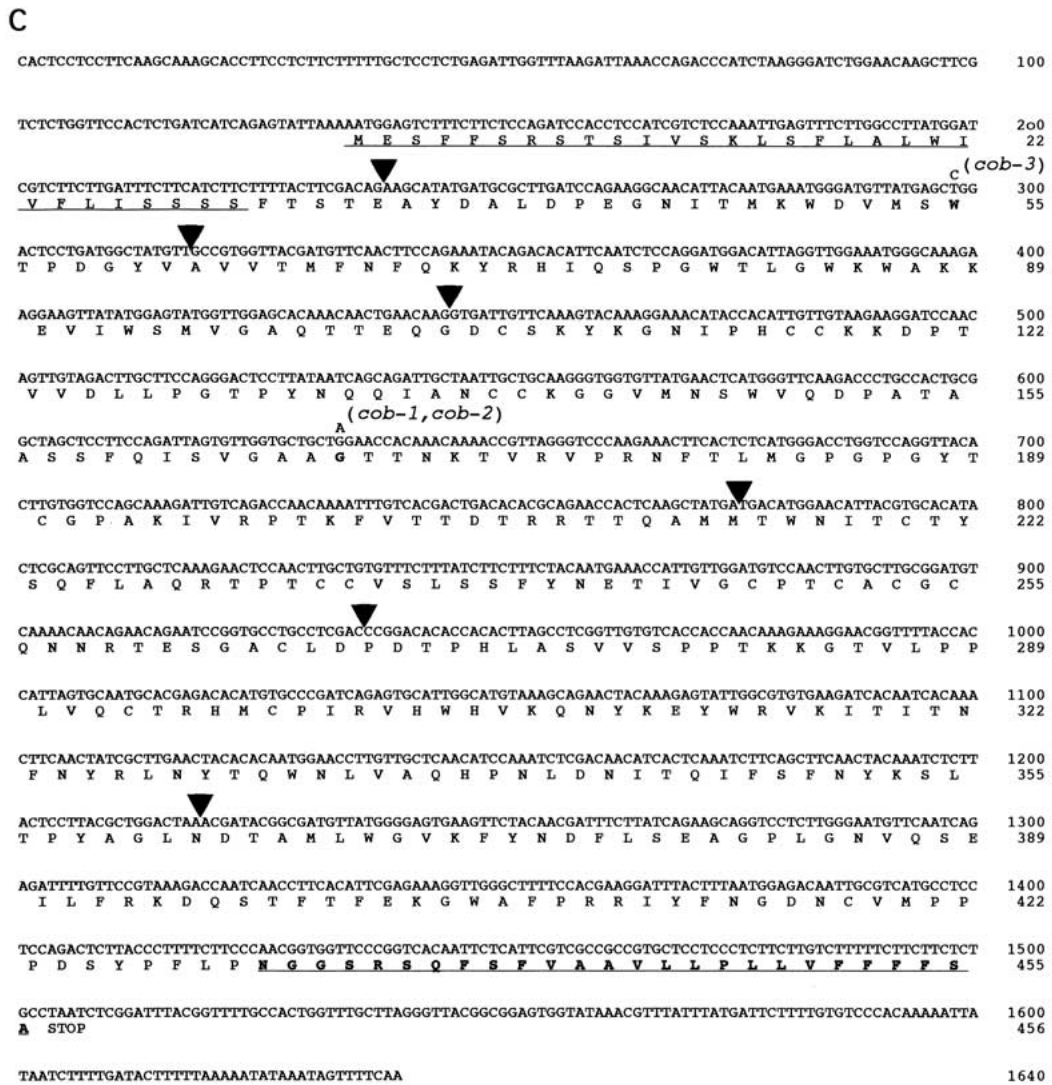 C
CACTCCTCCTTCAAGCAAAGCACCTTCCTCTTCTTTTTGCTCCTCTGAGATTGGTTTAAGATTAAACCAGACCCATCTAAGGGATCTGGAACAAGCTTCG 100
TCTCTGGTTCCACTCTGATCATCAGAGTATTAAAAATGGAGTCTTTCTTCTCCAGATCCACCTCCATCGTCTCCAAATTGAGTTTCTTGGCCTTATGGAT 2oo
M E S F F S R S T S I V S K L S F L A L W I 22
C (cob-3)
CGTCTTCTTGATTTCTTCATCTTCTTTTACTTCGACAGAAGCATATGATGCGCTTGATCCAGAAGGCAACATTACAATGAAATGGGATGTTATGAGCTGG 300
V F L I S S S S F T S T E A Y D A L D P E G N I T M K W D V M S W 55
ACTCCTGATGGCTATGTTGCCGTGGTTACGATGTTCAACTTCCAGAAATACAGACACATTCAATCTCCAGGATGGACATTAGGTTGGAAATGGGCAAAGA 400
T P D G Y V A V V T M F N F Q K Y R H I Q S P G W T L G W K W A K K 89
AGGAAGTTATATGGAGTATGGTTGGAGCACAAACAACTGAACAAGGTGATTGTTCAAAGTACAAAGGAAACATACCACATTGTTGTAAGAAGGATCCAAC 500
E V I W S M V G A Q T T E Q G D C S K Y K G N I P H C C K K D P T 122
AGTTGTAGACTTGCTTCCAGGGACTCCTTATAATCAGCAGATTGCTAATTGCTGCAAGGGTGGTGTTATGAACTCATGGGTTCAAGACCCTGCCACTGCG 600
V V D L L P G T P Y N Q Q I A N C C K G G V M N S W V Q D P A T A 155
A (cob-1,cob-2)
GCTAGCTCCTTCCAGATTAGTGTTGGTGCTGCTGGAACCACAAACAAAACCGTTAGGGTCCCAAGAAACTTCACTCTCATGGGACCTGGTCCAGGTTACA 700
A S S F Q I S V G A A G T T N K T V R V P R N F T L M G P G P G Y T 189
CTTGTGGTCCAGCAAAGATTGTCAGACCAACAAAATTTGTCACGACTGACACACGCAGAACCACTCAAGCTATGATGACATGGAACATTACGTGCACATA 800
C G P A K I V R P T K F V T T D T R R T T Q A M M T W N I T C T Y 222
CTCGCAGTTCCTTGCTCAAAGAACTCCAACTTGCTGTGTTTCTTTATCTTCTTTCTACAATGAAACCATTGTTGGATGTCCAACTTGTGCTTGCGGATGT 900
S Q F L A Q R T P T C C V S L S S F Y N E T I V G C P T C A C G C 255
CAAAACAACAGAACAGAATCCGGTGCCTGCCTCGACCCGGACACACCACACTTAGCCTCGGTTGTGTCACCACCAACAAAGAAAGGAACGGTTTTACCAC 1000
Q N N R T E S G A C L D P D T P H L A S V V S P P T K K G T V L P P 289
CATTAGTGCAATGCACGAGACACATGTGCCCGATCAGAGTGCATTGGCATGTAAAGCAGAACTACAAAGAGTATTGGCGTGTGAAGATCACAATCACAAA 1100
L V Q C T R H M C P I R V H W H V K Q N Y K E Y W R V K I T I T N 322
CTTCAACTATCGCTTGAACTACACACAATGGAACCTTGTTGCTCAACATCCAAATCTCGACAACATCACTCAAATCTTCAGCTTCAACTACAAATCTCTT 1200
F N Y R L N Y T Q W N L V A Q H P N L D N I T Q I F S F N Y K S L 355
ACTCCTTACGCTGGACTAAACGATACGGCGATGTTATGGGGAGTGAAGTTCTACAACGATTTCTTATCAGAAGCAGGTCCTCTTGGGAATGTTCAATCAG 1300
T P Y A G L N D T A M L W G V K F Y N D F L S E A G P L G N V Q S E 389
AGATTTTGTTCCGTAAAGACCAATCAACCTTCACATTCGAGAAAGGTTGGGCTTTTCCACGAAGGATTTACTTTAATGGAGACAATTGCGTCATGCCTCC 1400
I L F R K D Q S T F T F E K G W A F P R R I Y F N G D N C V M P P 422
TCCAGACTCTTACCCTTTTCTTCCCAACGGTGGTTCCCGGTCACAATTCTCATTCGTCGCCGCCGTGCTCCTCCCTCTTCTTGTCTTTTTCTTCTTCTCT 1500
P D S Y P F L P N G G S R S Q F S F V A A V L L P L L V F F F F S 455
GCCTAATCTCGGATTTACGGTTTTGCCACTGGTTTGCTTAGGGTTACGGCGGAGTGGTATAAACGTTTATTTATGATTCTTTTGTGTCCCACAAAAATTA 1600
A STOP 456
TAATCTTTTGATACTTTTTAAAAATATAAATAGTTTTCAA 1640